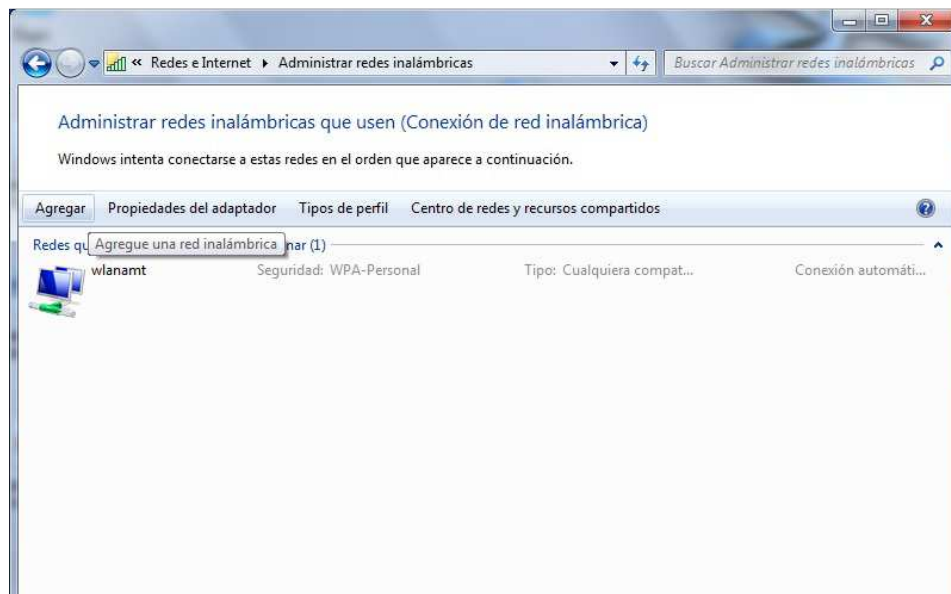 « Redes e Internet ▸ Administrar redes inalámbricas
Buscar Administrar redes inalámbricas
Administrar redes inalámbricas que usen (Conexión de red inalámbrica)
Windows intenta conectarse a estas redes en el orden que aparece a continuación.
Agregar Propiedades del adaptador Tipos de perfil Centro de redes y recursos compartidos
Redes Agregue una red inalámbrica (1)
wlanamt Seguridad: WPA-Personal Tipo: Cualquiera compat... Conexión automáti...